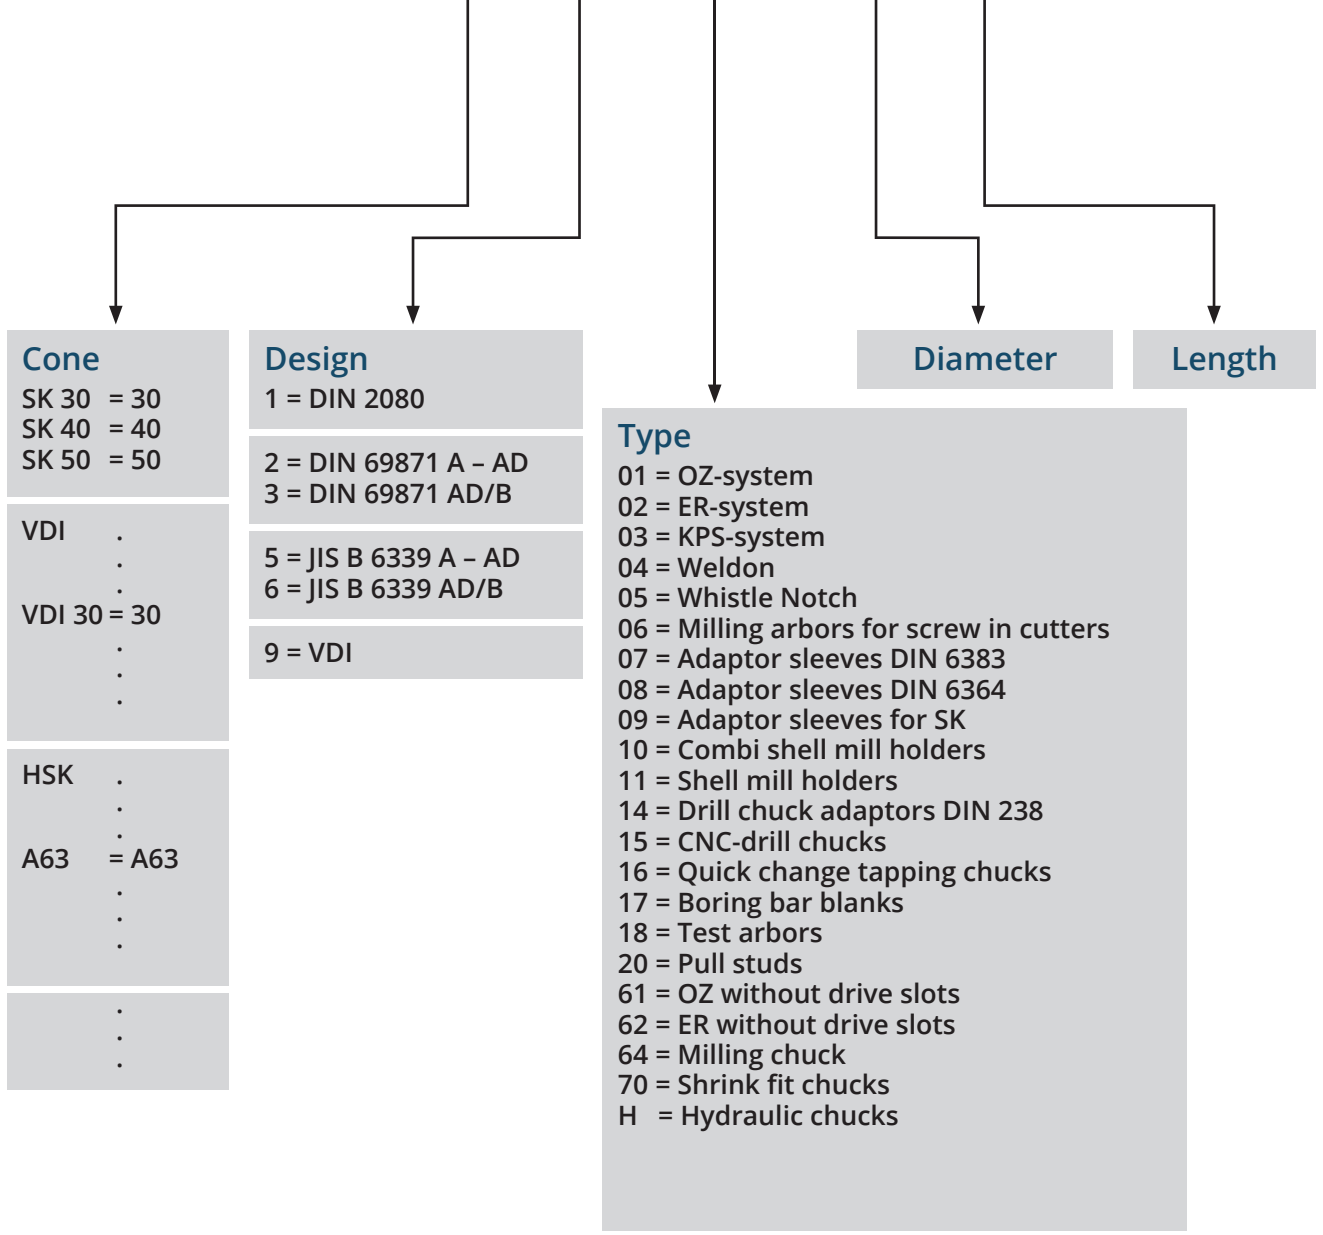 Cone
SK 30 = 30
SK 40 = 40
SK 50 = 50
VDI .
.
.
VDI 30 = 30
.
.
.
HSK .
.
.
A63 = A63
.
.
.
.
.
.
Design
1 = DIN 2080
2 = DIN 69871 A – AD
3 = DIN 69871 AD/B
5 = JIS B 6339 A – AD
6 = JIS B 6339 AD/B
9 = VDI
Type
01 = OZ-system
02 = ER-system
03 = KPS-system
04 = Weldon
05 = Whistle Notch
06 = Milling arbors for screw in cutters
07 = Adaptor sleeves DIN 6383
08 = Adaptor sleeves DIN 6364
09 = Adaptor sleeves for SK
10 = Combi shell mill holders
11 = Shell mill holders
14 = Drill chuck adaptors DIN 238
15 = CNC-drill chucks
16 = Quick change tapping chucks
17 = Boring bar blanks
18 = Test arbors
20 = Pull studs
61 = OZ without drive slots
62 = ER without drive slots
64 = Milling chuck
70 = Shrink fit chucks
H = Hydraulic chucks
Diameter
Length